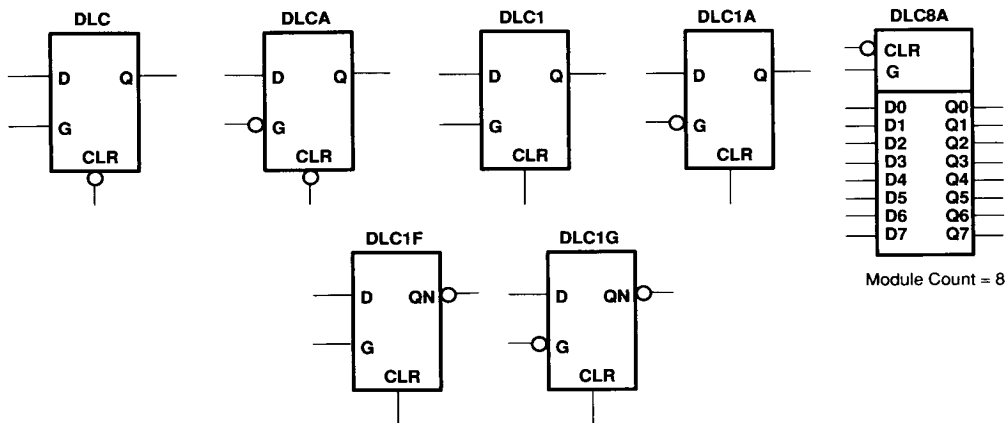 DLC
D Q
G
CLR
DLCA
D Q
G
CLR
DLC1
D Q
G
CLR
DLC1A
D Q
G
CLR
DLC8A
CLR
G
D0 Q0
D1 Q1
D2 Q2
D3 Q3
D4 Q4
D5 Q5
D6 Q6
D7 Q7
Module Count = 8
DLC1F
D QN
G
CLR
DLC1G
D QN
G
CLR